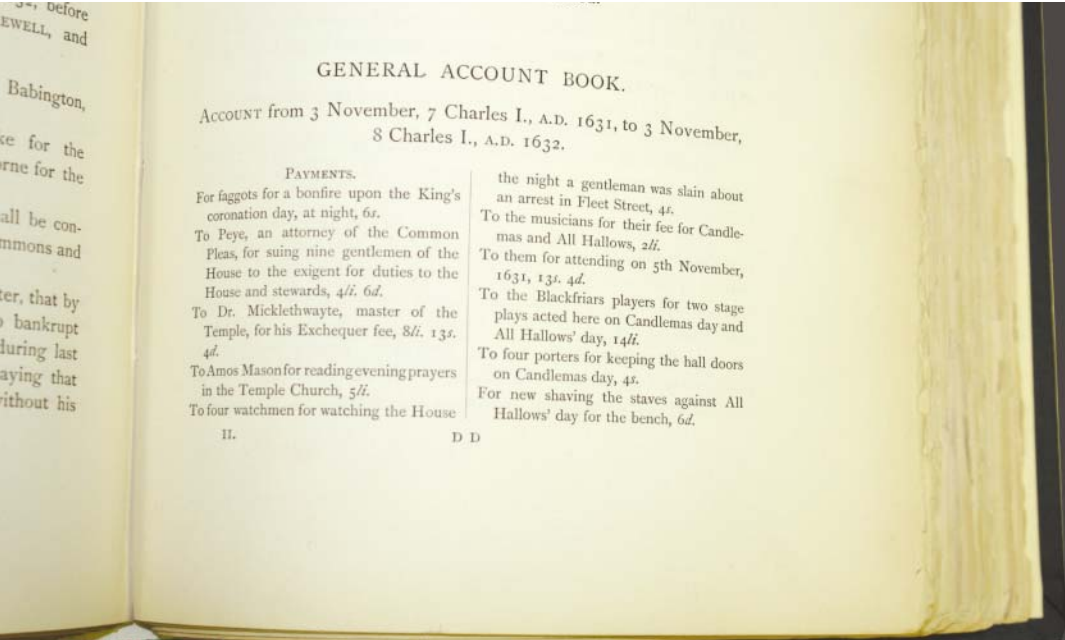 before
EWELL, and
Babington,
ke for the
rne for the
all be con-
mmons and
ter, that by
bankrupt
during last
aying that
ithout his
GENERAL ACCOUNT BOOK.
ACCOUNT from 3 November, 7 Charles I., A.D. 1631, to 3 November,
8 Charles I., A.D. 1632.
PAYMENTS.
For faggots for a bonfire upon the King's
coronation day, at night, 6s.
To Peye, an attorney of the Common
Pleas, for suing nine gentlemen of the
House to the exigent for duties to the
House and stewards, 4li. 6d.
To Dr. Micklethwayte, master of the
Temple, for his Exchequer fee, 8li. 13s.
4d.
To Amos Mason for reading evening prayers
in the Temple Church, 5li.
To four watchmen for watching the House
the night a gentleman was slain about
an arrest in Fleet Street, 4s.
To the musicians for their fee for Candle-
mas and All Hallows, 2li.
To them for attending on 5th November,
1631, 13s. 4d.
To the Blackfriars players for two stage
plays acted here on Candlemas day and
All Hallows' day, 14li.
To four porters for keeping the hall doors
on Candlemas day, 4s.
For new shaving the staves against All
Hallows' day for the bench, 6d.
II.
D D